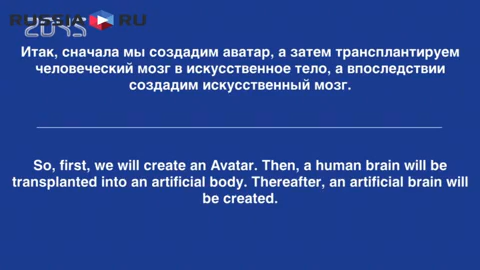 RUSSIA RU
2045
Итак, сначала мы создадим аватар, а затем трансплантируем
человеческий мозг в искусственное тело, а впоследствии
создадим искусственный мозг.
So, first, we will create an Avatar. Then, a human brain will be
transplanted into an artificial body. Thereafter, an artificial brain will
be created.